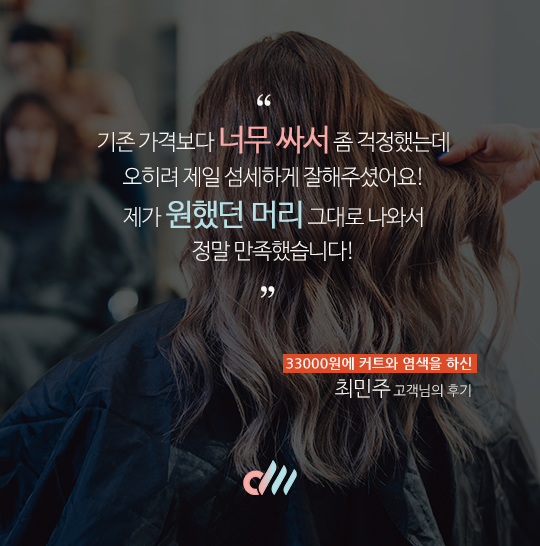 “
기존 가격보다 너무 싸서 좀 걱정했는데
오히려 제일 섬세하게 잘해주셨어요!
제가 원했던 머리 그대로 나와서
정말 만족했습니다!
”
33000원에 커트와 염색을 하신
최민주 고객님의 후기